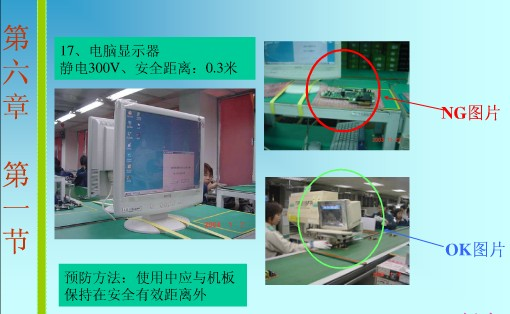 第六章 第一节
17、电脑显示器
静电300V、安全距离：0.3米
NG图片
OK图片
预防方法：使用中应与机板
保持在安全有效距离外